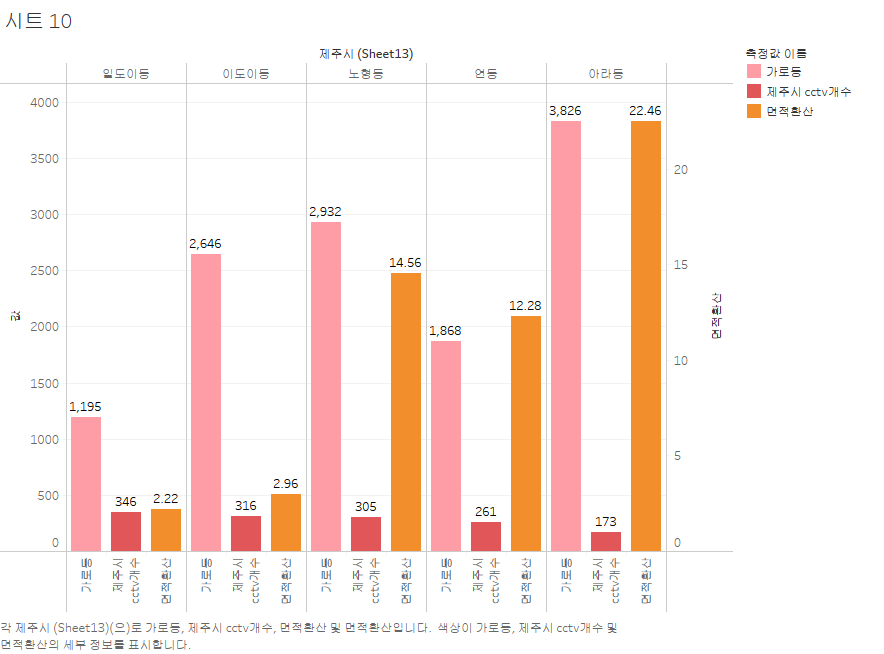 시트 10
제주시 (Sheet13)
일도이동 이도이동 노형동 연동 아라동
측정값 이름
가로등
제주시 cctv개수
면적환산
4000
3500
3000
2500
2000
1500
1000
500
0
값
1,195
346
2.22
2,646
316
2.96
2,932
305
14.56
1,868
261
12.28
3,826
173
22.46
20
15
10
5
0
면적환산
가로등
제주시
cctv개수
면적환산
가로등
제주시
cctv개수
면적환산
가로등
제주시
cctv개수
면적환산
가로등
제주시
cctv개수
면적환산
가로등
제주시
cctv개수
면적환산
각 제주시 (Sheet13)(으)로 가로등, 제주시 cctv개수, 면적환산 및 면적환산입니다. 색상이 가로등, 제주시 cctv개수 및
면적환산의 세부 정보를 표시합니다.